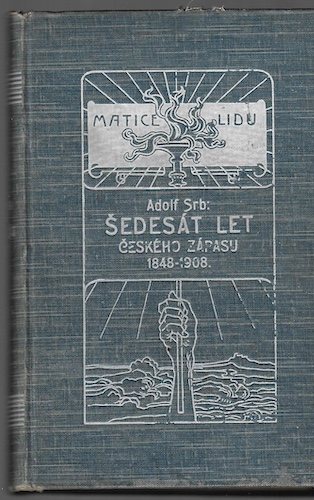 MATICE LIDU
Adolf Srb:
ŠEDESÁT LET
ČESKÉHO ZÁPASU
1848-1908.